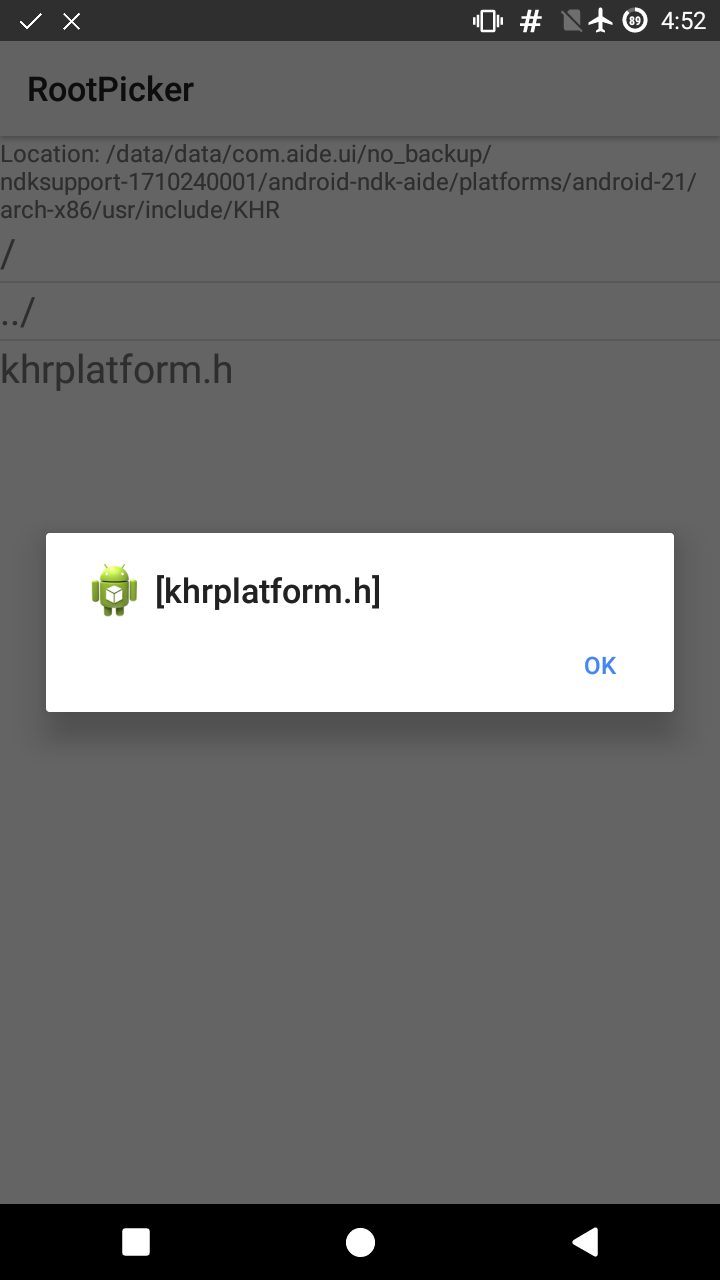 # 89 4:52
RootPicker
Location: /data/data/com.aide.ui/no_backup/
ndksupport-1710240001/android-ndk-aide/platforms/android-21/
arch-x86/usr/include/KHR
/
../
khrplatform.h
[khrplatform.h]
OK